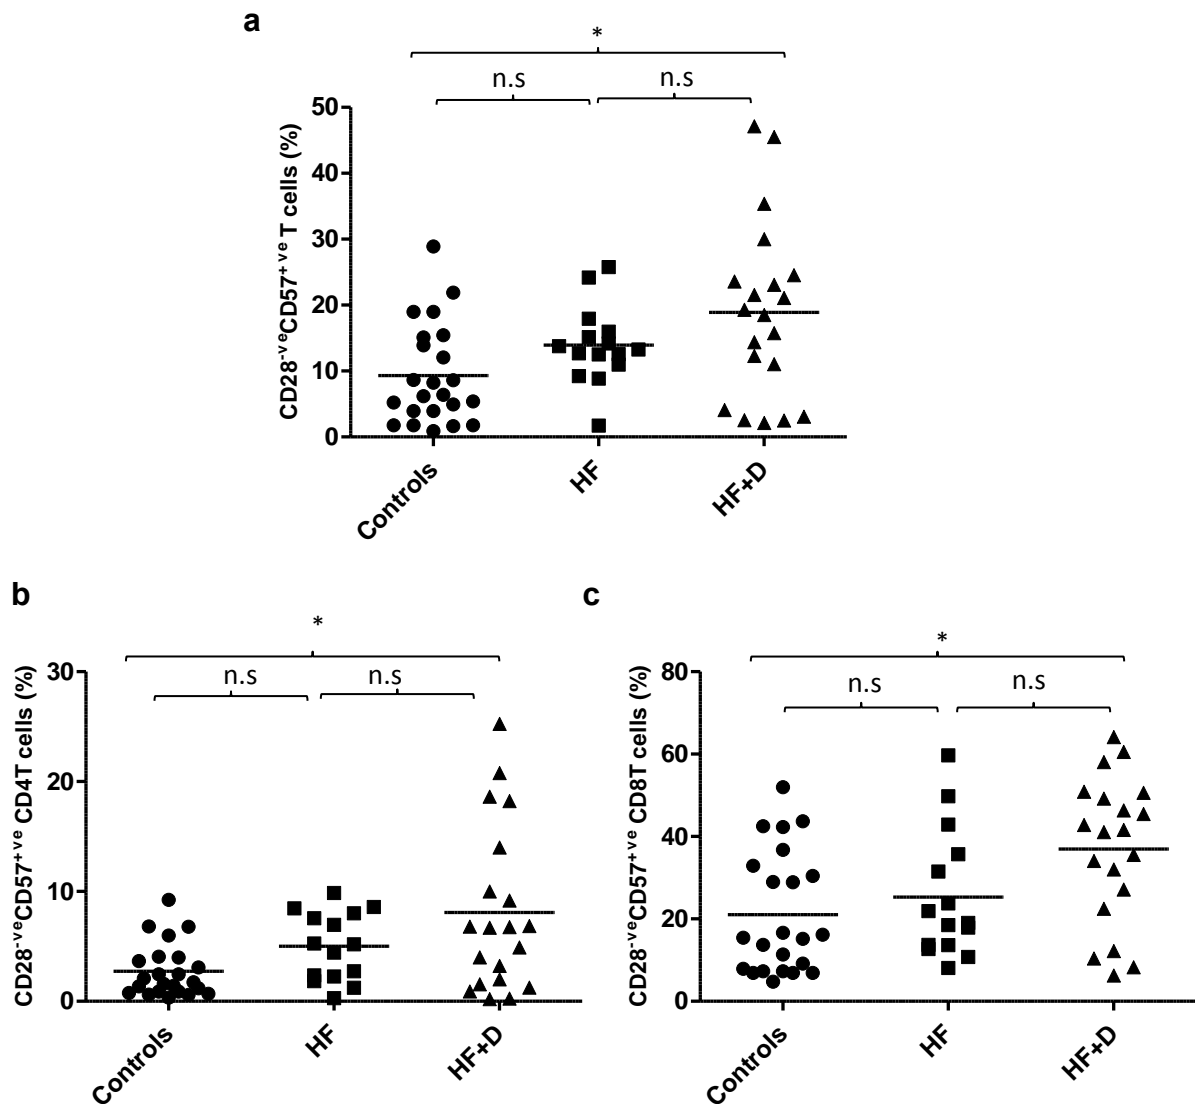 a
*
n.s
n.s
CD28-veCD57+ve T cells (%)
50
40
30
20
10
0
Controls
HF
HF+D
b
*
n.s
n.s
CD28-veCD57+ve CD4T cells (%)
30
20
10
0
Controls
HF
HF+D
c
*
n.s
n.s
CD28-veCD57+ve CD8T cells (%)
80
60
40
20
0
Controls
HF
HF+D